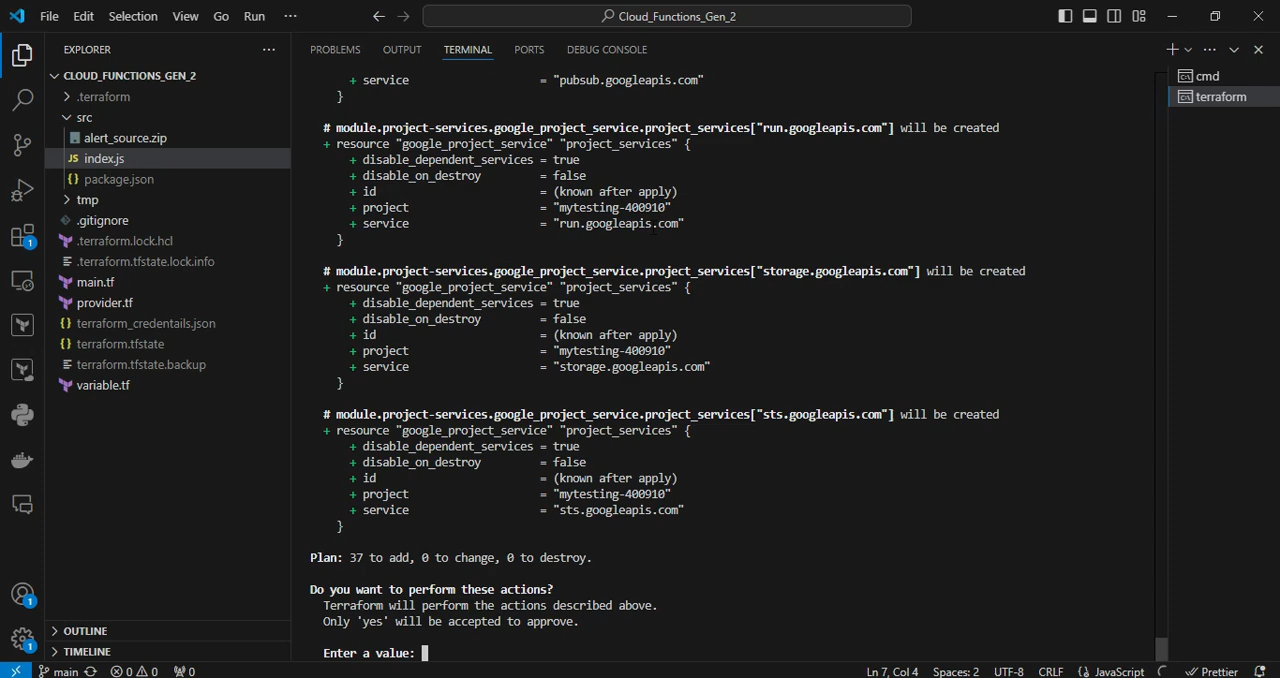 File Edit Selection View Go Run ···
Cloud_Functions_Gen_2
EXPLORER ···
CLOUD_FUNCTIONS_GEN_2
.terraform
src
alert_source.zip
JS index.js
{} package.json
tmp
.gitignore
.terraform.lock.hcl
.terraform.tfstate.lock.info
main.tf
provider.tf
{} terraform_credentails.json
{} terraform.tfstate
terraform.tfstate.backup
variable.tf
OUTLINE
TIMELINE
1
1
1
PROBLEMS OUTPUT TERMINAL PORTS DEBUG CONSOLE
cmd
terraform
+ service = "pubsub.googleapis.com"
}
# module.project-services.google_project_service.project_services["run.googleapis.com"] will be created
+ resource "google_project_service" "project_services" {
+ disable_dependent_services = true
+ disable_on_destroy = false
+ id = (known after apply)
+ project = "mytesting-400910"
+ service = "run.googleapis.com"
}
# module.project-services.google_project_service.project_services["storage.googleapis.com"] will be created
+ resource "google_project_service" "project_services" {
+ disable_dependent_services = true
+ disable_on_destroy = false
+ id = (known after apply)
+ project = "mytesting-400910"
+ service = "storage.googleapis.com"
}
# module.project-services.google_project_service.project_services["sts.googleapis.com"] will be created
+ resource "google_project_service" "project_services" {
+ disable_dependent_services = true
+ disable_on_destroy = false
+ id = (known after apply)
+ project = "mytesting-400910"
+ service = "sts.googleapis.com"
}
Plan: 37 to add, 0 to change, 0 to destroy.
Do you want to perform these actions?
Terraform will perform the actions described above.
Only 'yes' will be accepted to approve.
Enter a value:
main 0 0 0 Ln 7, Col 4 Spaces: 2 UTF-8 CRLF {} JavaScript Prettier